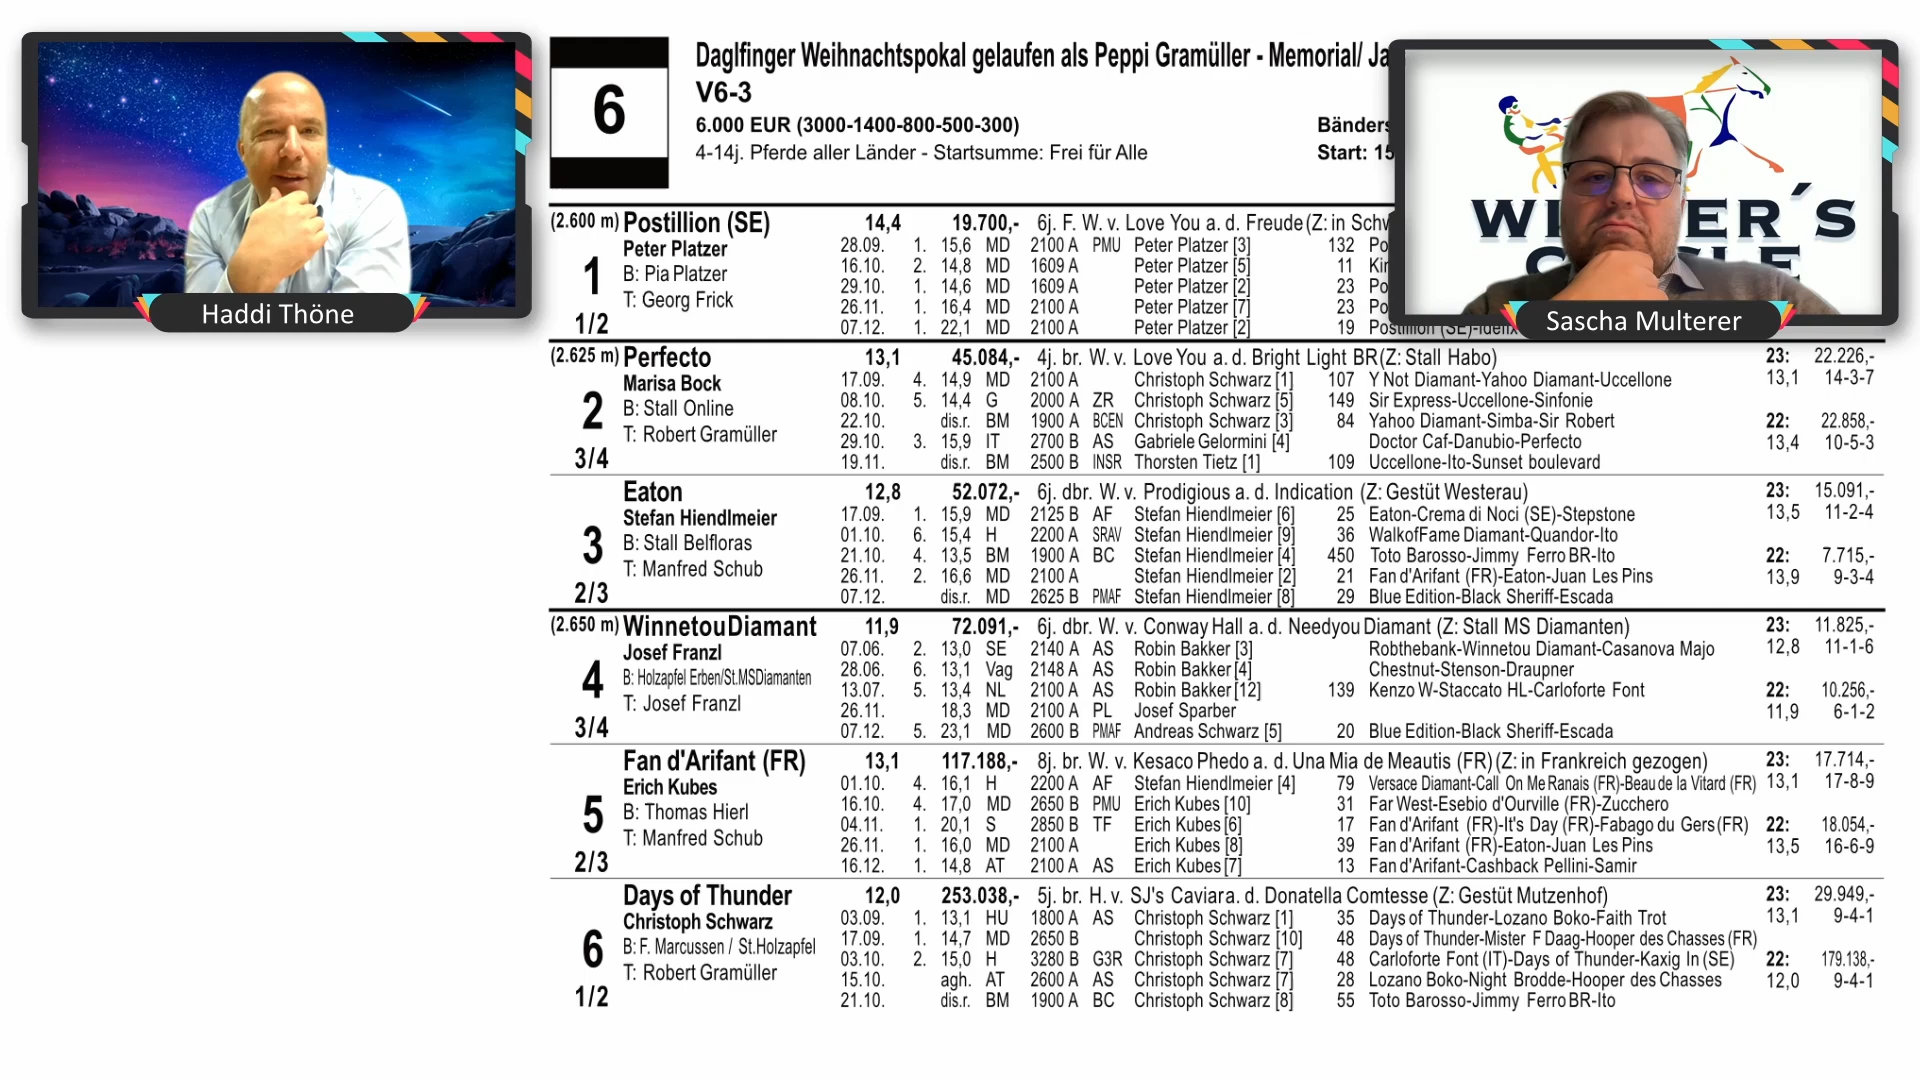 Daglfinger Weihnachtspokal gelaufen als Peppi Gramüller - Memorial/ Ja
6
V6-3
6.000 EUR (3000-1400-800-500-300)
Bänders
4-14j. Pferde aller Länder - Startsumme: Frei für Alle
Start: 15
Haddi Thöne
Sascha Multerer
(2.600 m) Postillion (SE) 14,4 19.700,- 6j. F. W. v. Love You a. d. Freude (Z: in Schw
Peter Platzer 28.09. 1. 15,6 MD 2100 A PMU Peter Platzer [3] 132 Po
1 B: Pia Platzer 16.10. 2. 14,8 MD 1609 A Peter Platzer [5] 11 Kin
29.10. 1. 14,6 MD 1609 A Peter Platzer [2] 23 Po
T: Georg Frick 26.11. 1. 16,4 MD 2100 A Peter Platzer [7] 23 Po
1/2 07.12. 1. 22,1 MD 2100 A Peter Platzer [2] 19 Postillion (SE)-Idefix
(2.625 m) Perfecto 13,1 45.084,- 4j. br. W. v. Love You a. d. Bright Light BR (Z: Stall Habo) 23: 22.226,-
Marisa Bock 17.09. 4. 14,9 MD 2100 A Christoph Schwarz [1] 107 Y Not Diamant-Yahoo Diamant-Uccellone 13,1 14-3-7
2 B: Stall Online 08.10. 5. 14,4 G 2000 A ZR Christoph Schwarz [5] 149 Sir Express-Uccellone-Sinfonie
22.10. dis.r. BM 1900 A BCEN Christoph Schwarz [3] 84 Yahoo Diamant-Simba-Sir Robert 22: 22.858,-
T: Robert Gramüller 29.10. 3. 15,9 IT 2700 B AS Gabriele Gelormini [4] Doctor Caf-Danubio-Perfecto 13,4 10-5-3
3/4 19.11. dis.r. BM 2500 B INSR Thorsten Tietz [1] 109 Uccellone-Ito-Sunset boulevard
Eaton 12,8 52.072,- 6j. dbr. W. v. Prodigious a. d. Indication (Z: Gestüt Westerau) 23: 15.091,-
Stefan Hiendlmeier 17.09. 1. 15,9 MD 2125 B AF Stefan Hiendlmeier [6] 25 Eaton-Crema di Noci (SE)-Stepstone 13,5 11-2-4
3 B: Stall Belfloras 01.10. 6. 15,4 H 2200 A SRAV Stefan Hiendlmeier [9] 36 WalkofFame Diamant-Quandor-Ito
21.10. 4. 13,5 BM 1900 A BC Stefan Hiendlmeier [4] 450 Toto Barosso-Jimmy Ferro BR-Ito 22: 7.715,-
T: Manfred Schub 26.11. 2. 16,6 MD 2100 A Stefan Hiendlmeier [2] 21 Fan d'Arifant (FR)-Eaton-Juan Les Pins 13,9 9-3-4
2/3 07.12. dis.r. MD 2625 B PMAF Stefan Hiendlmeier [8] 29 Blue Edition-Black Sheriff-Escada
(2.650 m) Winnetou Diamant 11,9 72.091,- 6j. dbr. W. v. Conway Hall a. d. Needyou Diamant (Z: Stall MS Diamanten) 23: 11.825,-
Josef Franzl 07.06. 2. 13,0 SE 2140 A AS Robin Bakker [3] Robthebank-Winnetou Diamant-Casanova Majo 12,8 11-1-6
4 B: Holzapfel Erben/St.MSDiamanten 28.06. 6. 13,1 Vag 2148 A AS Robin Bakker [4] Chestnut-Stenson-Draupner
13.07. 5. 13,4 NL 2100 A AS Robin Bakker [12] 139 Kenzo W-Staccato HL-Carloforte Font 22: 10.256,-
T: Josef Franzl 26.11. 18,3 MD 2100 A PL Josef Sparber 11,9 6-1-2
3/4 07.12. 5. 23,1 MD 2600 B PMAF Andreas Schwarz [5] 20 Blue Edition-Black Sheriff-Escada
Fan d'Arifant (FR) 13,1 117.188,- 8j. br. W. v. Kesaco Phedo a. d. Una Mia de Meautis (FR) (Z: in Frankreich gezogen) 23: 17.714,-
Erich Kubes 01.10. 4. 16,1 H 2200 A AF Stefan Hiendlmeier [4] 79 Versace Diamant-Call On Me Ranais (FR)-Beau de la Vitard (FR) 13,1 17-8-9
5 B: Thomas Hierl 16.10. 4. 17,0 MD 2650 B PMU Erich Kubes [10] 31 Far West-Esebio d'Ourville (FR)-Zucchero
04.11. 1. 20,1 S 2850 B TF Erich Kubes [6] 17 Fan d'Arifant (FR)-It's Day (FR)-Fabago du Gers (FR) 22: 18.054,-
T: Manfred Schub 26.11. 1. 16,0 MD 2100 A Erich Kubes [8] 39 Fan d'Arifant (FR)-Eaton-Juan Les Pins 13,5 16-6-9
2/3 16.12. 1. 14,8 AT 2100 A AS Erich Kubes [7] 13 Fan d'Arifant-Cashback Pellini-Samir
Days of Thunder 12,0 253.038,- 5j. br. H. v. SJ's Caviar a. d. Donatella Comtesse (Z: Gestüt Mutzenhof) 23: 29.949,-
Christoph Schwarz 03.09. 1. 13,1 HU 1800 A AS Christoph Schwarz [1] 35 Days of Thunder-Lozano Boko-Faith Trot 13,1 9-4-1
6 B: F. Marcussen / St.Holzapfel 17.09. 1. 14,7 MD 2650 B Christoph Schwarz [10] 48 Days of Thunder-Mister F Daag-Hooper des Chasses (FR)
03.10. 2. 15,0 H 3280 B G3R Christoph Schwarz [7] 48 Carloforte Font (IT)-Days of Thunder-Kaxig In (SE) 22: 179.138,-
T: Robert Gramüller 15.10. agh. AT 2600 A AS Christoph Schwarz [7] 28 Lozano Boko-Night Brodde-Hooper des Chasses 12,0 9-4-1
1/2 21.10. dis.r. BM 1900 A BC Christoph Schwarz [8] 55 Toto Barosso-Jimmy Ferro BR-Ito